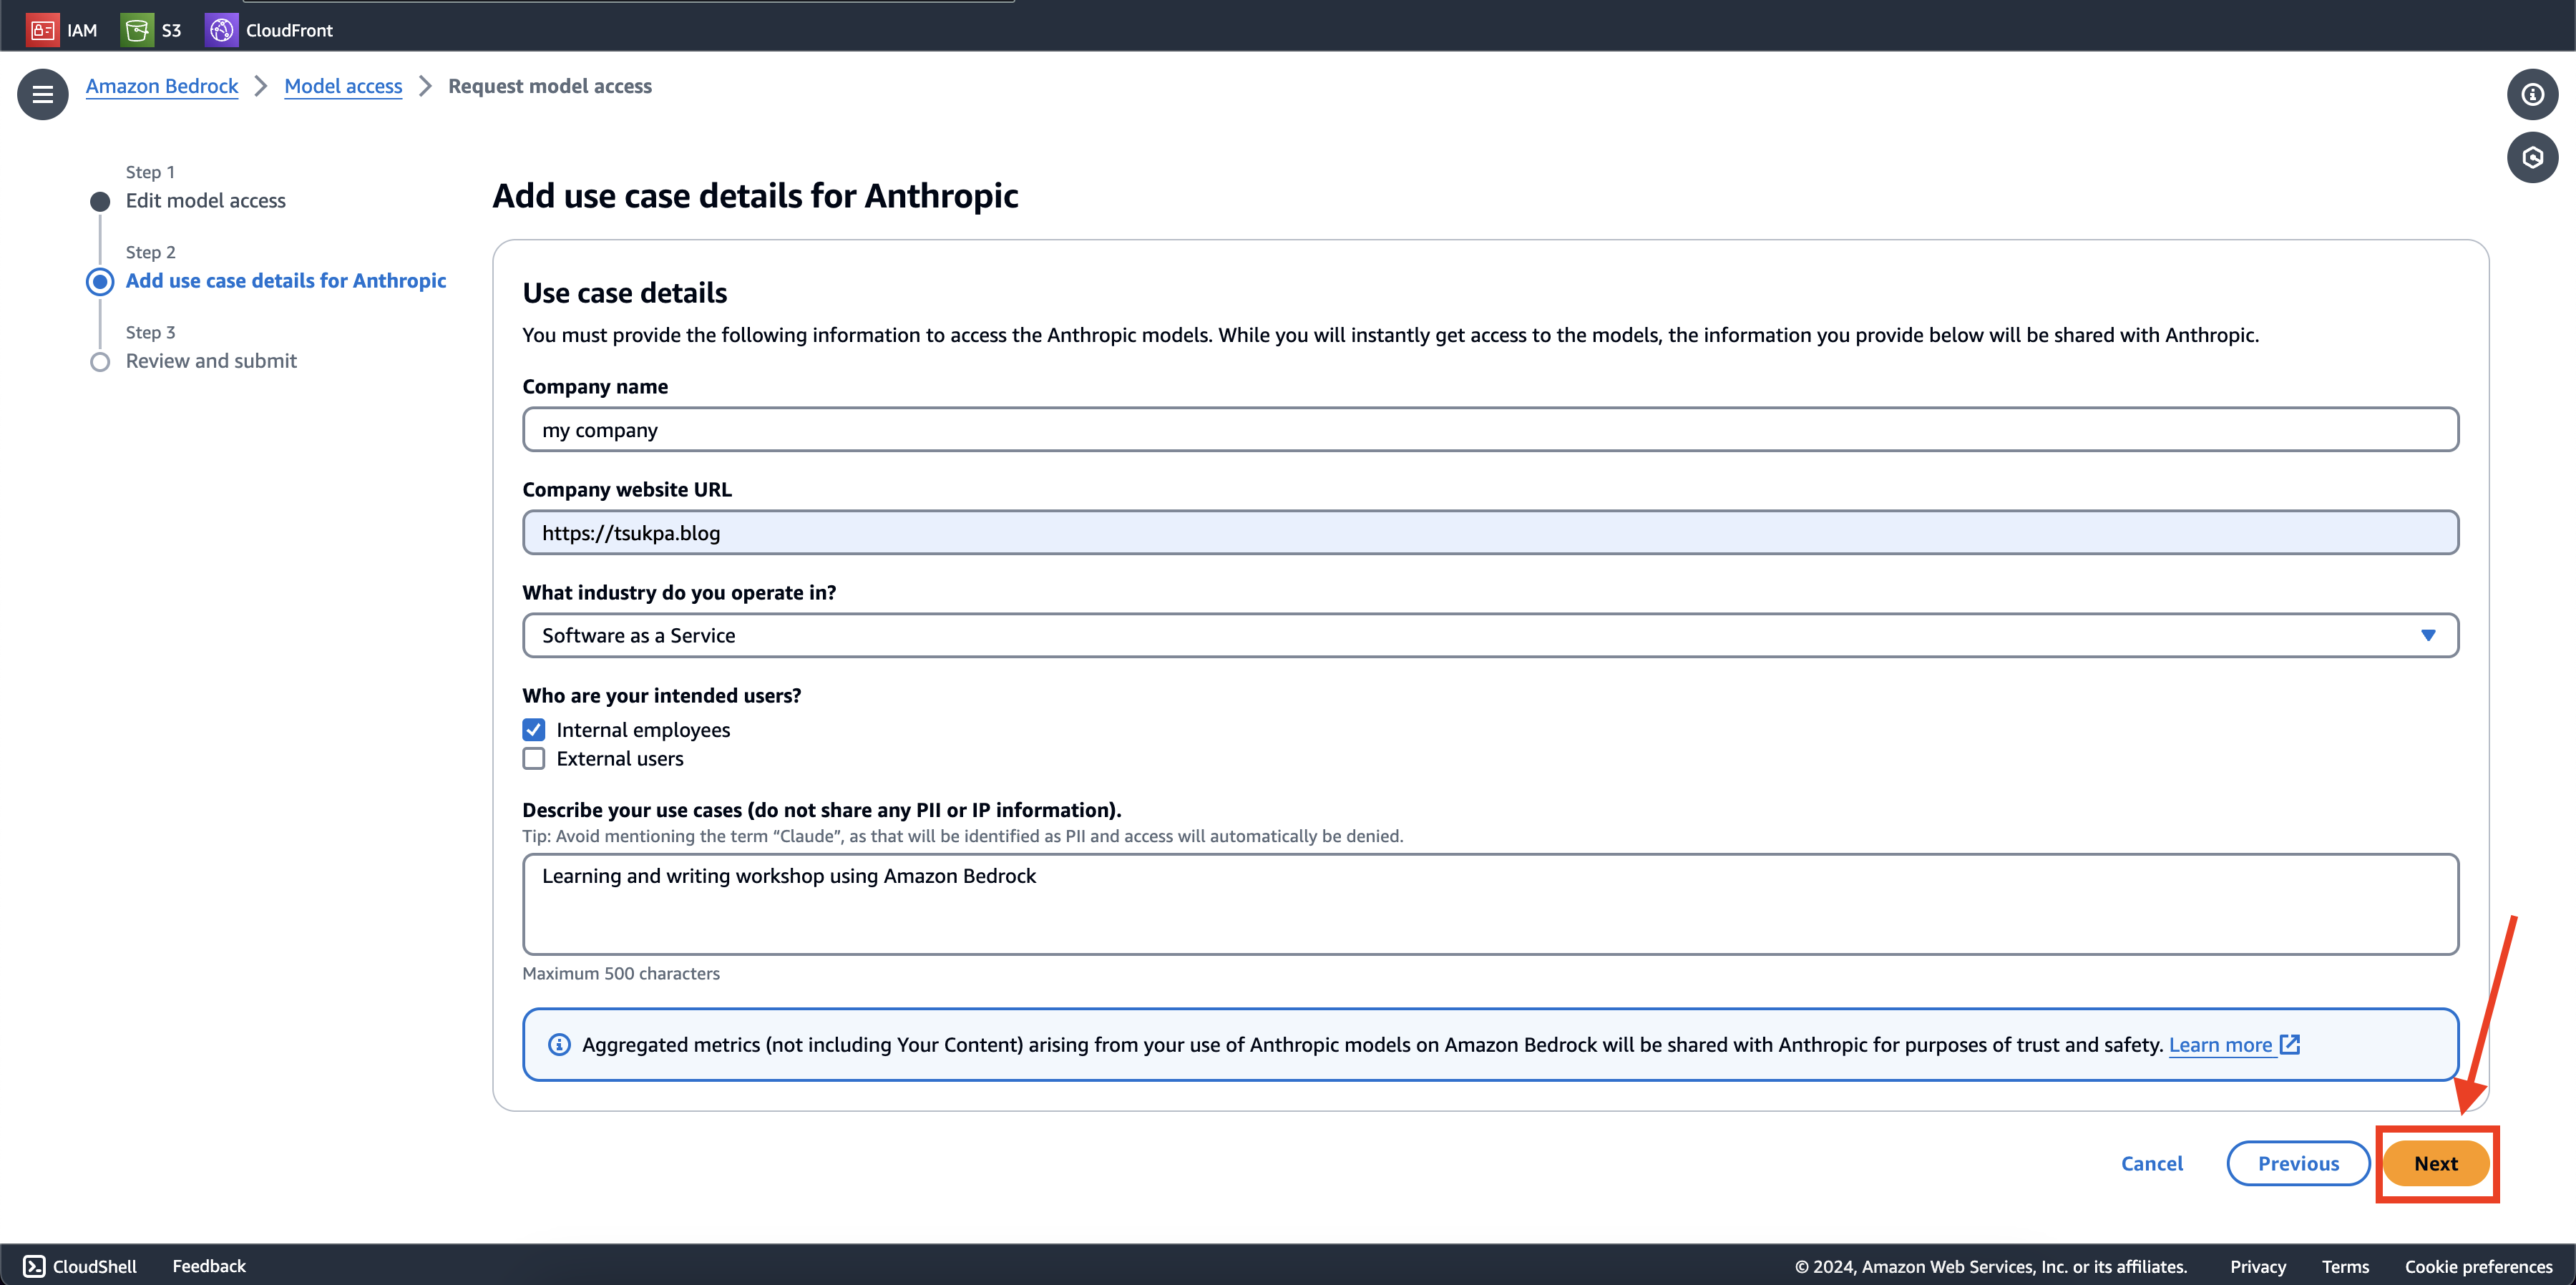 IAM S3 CloudFront
Amazon Bedrock Model access Request model access
Step 1
Edit model access
Step 2
Add use case details for Anthropic
Step 3
Review and submit
Add use case details for Anthropic
Use case details
You must provide the following information to access the Anthropic models. While you will instantly get access to the models, the information you provide below will be shared with Anthropic.
Company name
my company
Company website URL
https://tsukpa.blog
What industry do you operate in?
Software as a Service
Who are your intended users?
Internal employees
External users
Describe your use cases (do not share any PII or IP information).
Tip: Avoid mentioning the term “Claude”, as that will be identified as PII and access will automatically be denied.
Learning and writing workshop using Amazon Bedrock
Maximum 500 characters
Aggregated metrics (not including Your Content) arising from your use of Anthropic models on Amazon Bedrock will be shared with Anthropic for purposes of trust and safety. Learn more
Cancel Previous Next
CloudShell Feedback © 2024, Amazon Web Services, Inc. or its affiliates. Privacy Terms Cookie preferences